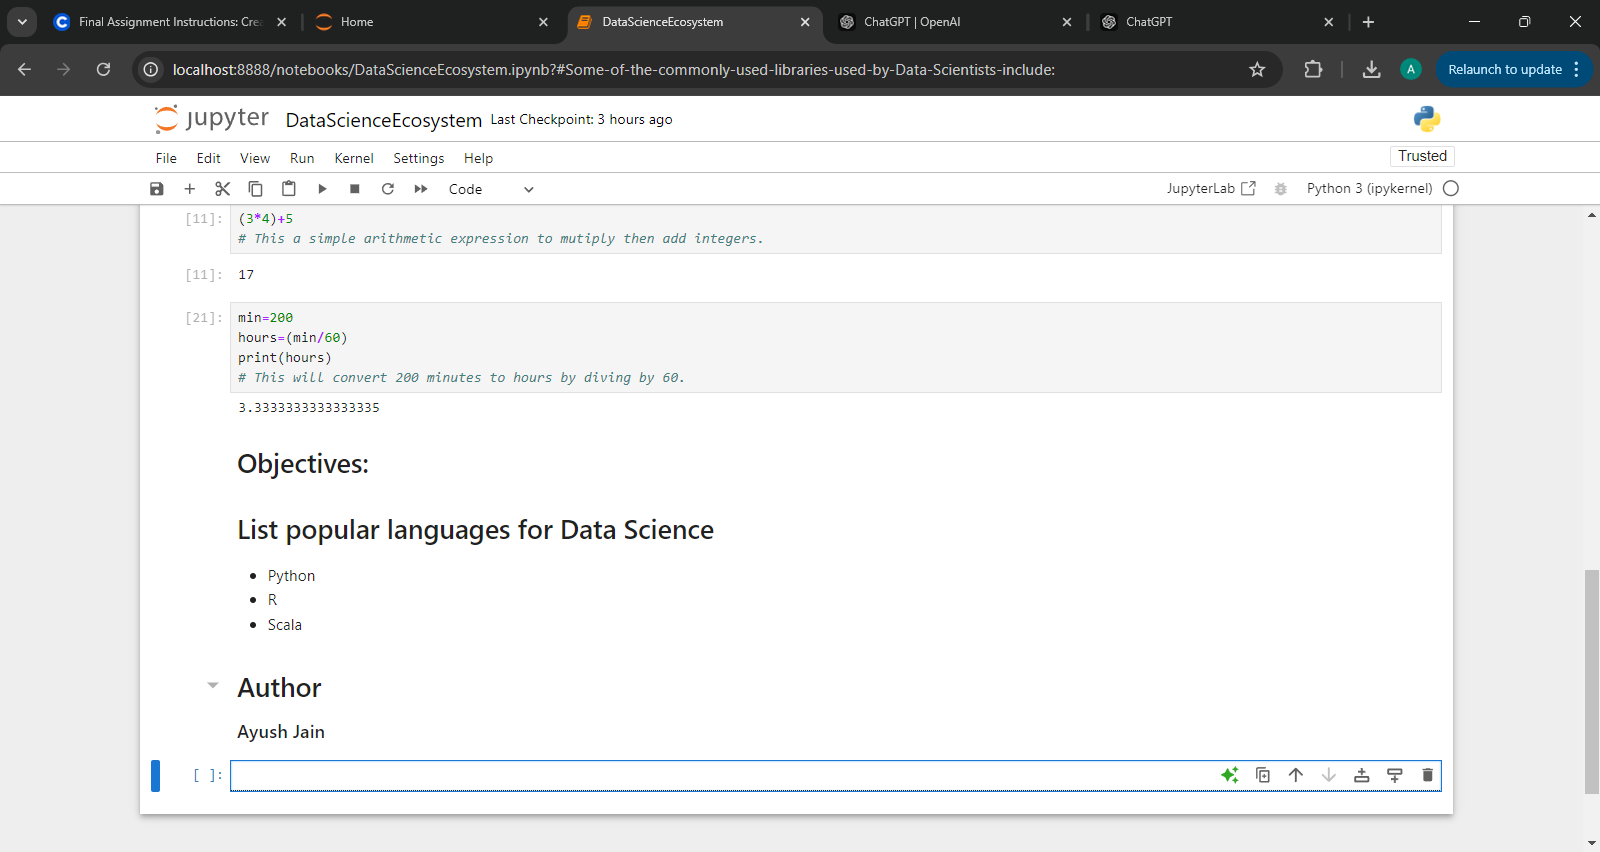 Final Assignment Instructions: Cre
Home
DataScienceEcosystem
ChatGPT | OpenAI
ChatGPT
localhost:8888/notebooks/DataScienceEcosystem.ipynb?#Some-of-the-commonly-used-libraries-used-by-Data-Scientists-include:
A
Relaunch to update
jupyter DataScienceEcosystem Last Checkpoint: 3 hours ago
File Edit View Run Kernel Settings Help
Trusted
Code
JupyterLab
Python 3 (ipykernel)
[11]: (3*4)+5
# This a simple arithmetic expression to mutiply then add integers.
[11]: 17
[21]: min=200
hours=(min/60)
print(hours)
# This will convert 200 minutes to hours by diving by 60.
3.3333333333333335
Objectives:
List popular languages for Data Science
• Python
• R
• Scala
Author
Ayush Jain
[ ]: